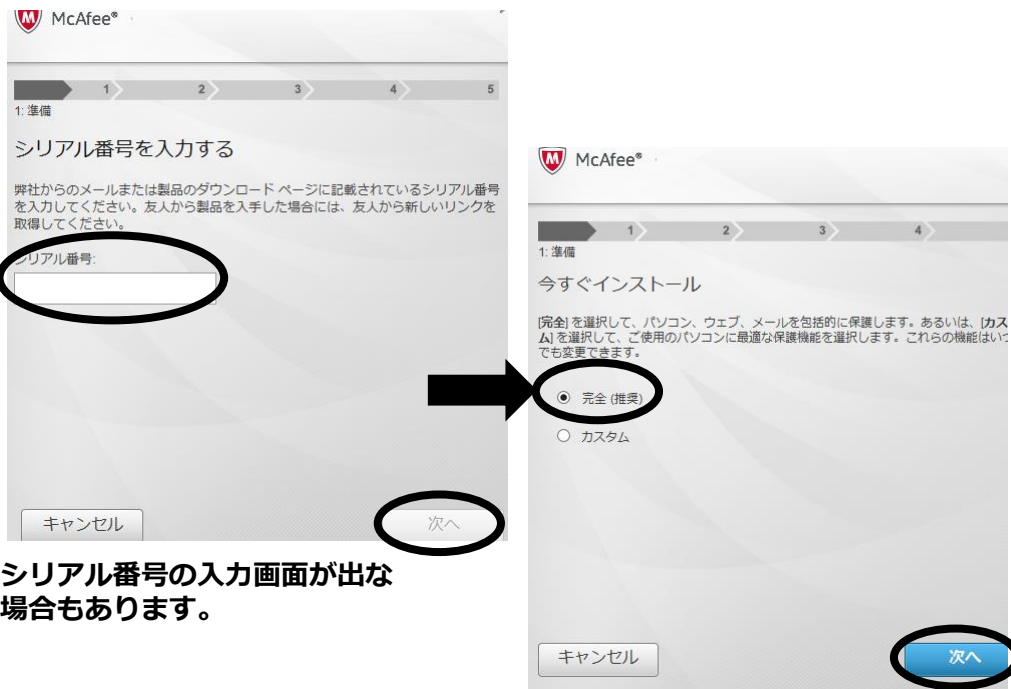 McAfee®
1 2 3 4 5
1: 準備
シリアル番号を入力する
弊社からのメールまたは製品のダウンロード ページに記載されているシリアル番号
を入力してください。友人から製品を入手した場合には、友人から新しいリンクを
取得してください。
シリアル番号:
キャンセル
次へ
シリアル番号の入力画面が出な
場合もあります。
McAfee®
1 2 3 4
1: 準備
今すぐインストール
[完全] を選択して、パソコン、ウェブ、メールを包括的に保護します。あるいは、[カス
ム] を選択して、ご使用のパソコンに最適な保護機能を選択します。これらの機能はいつ
でも変更できます。
完全 (推奨)
カスタム
キャンセル
次へ